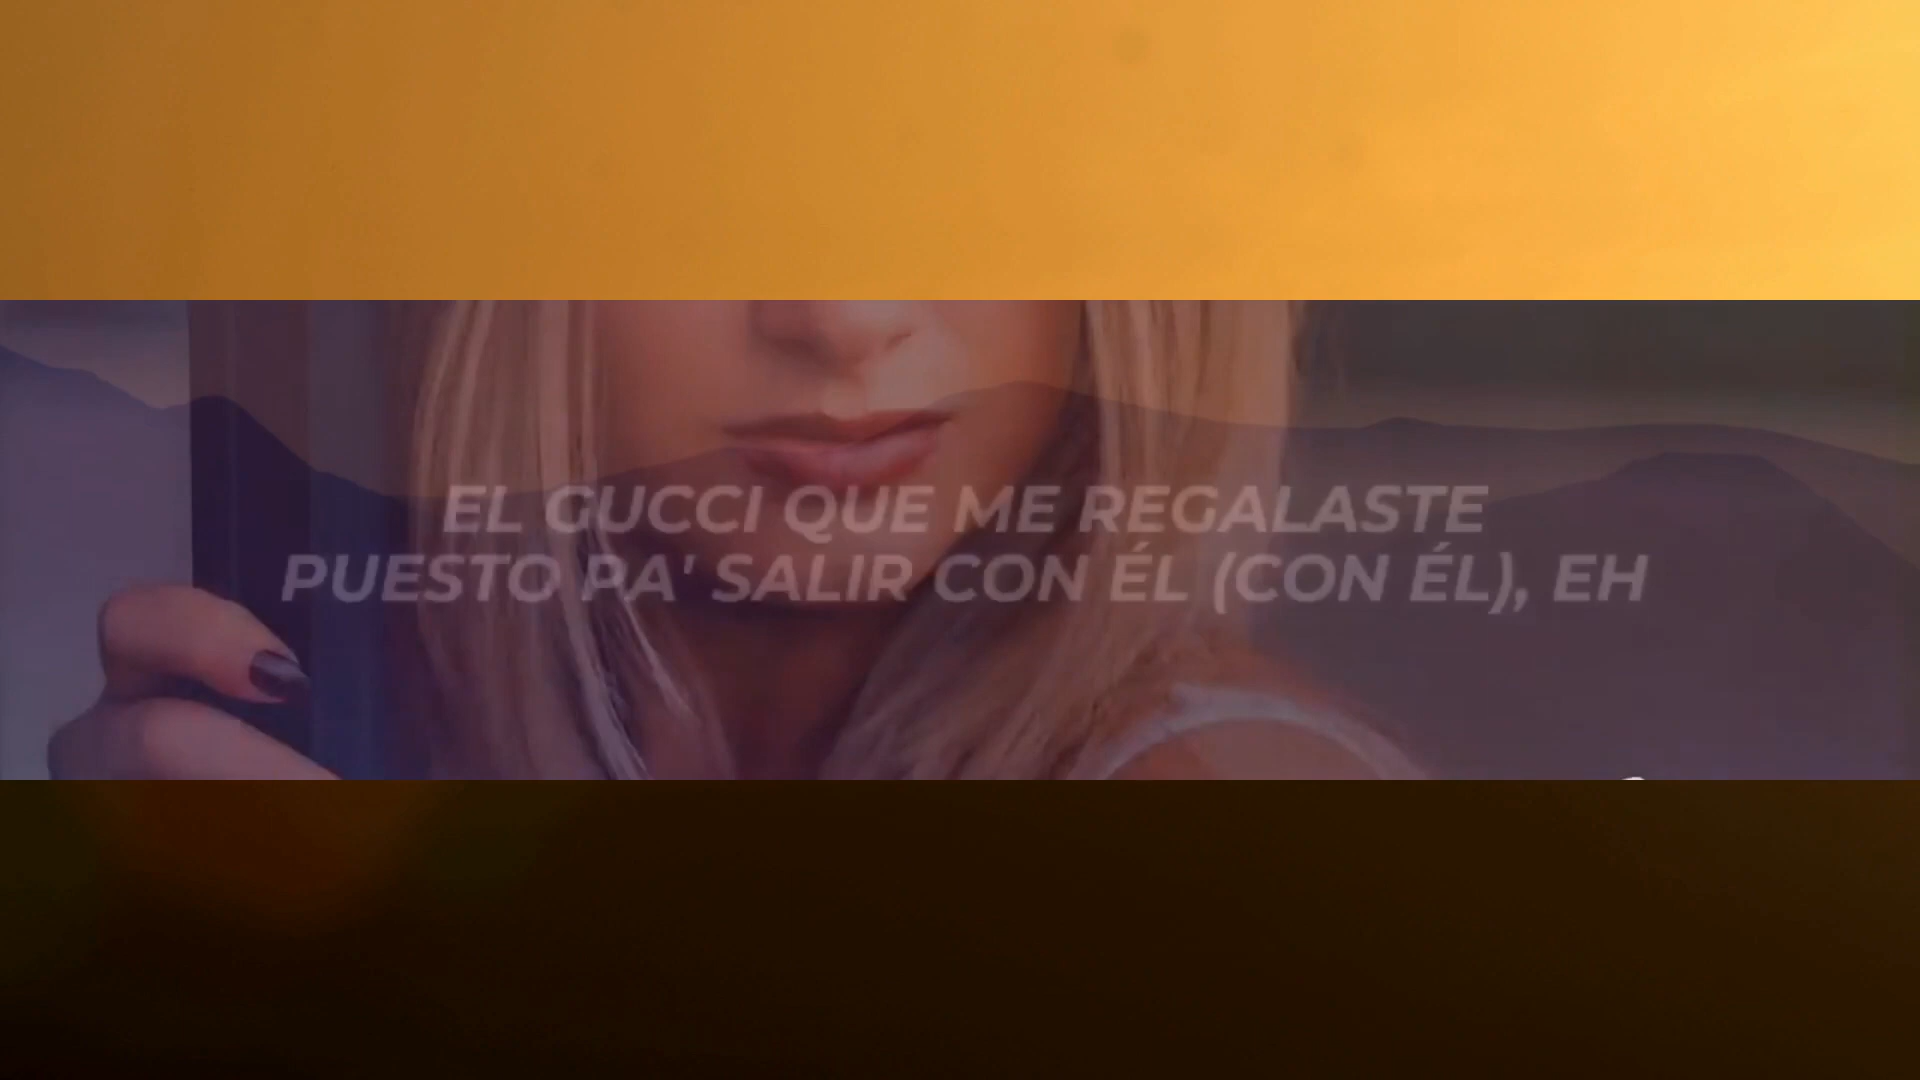 EL GUCCI QUE ME REGALASTE
PUESTO PA' SALIR CON ÉL (CON ÉL), EH